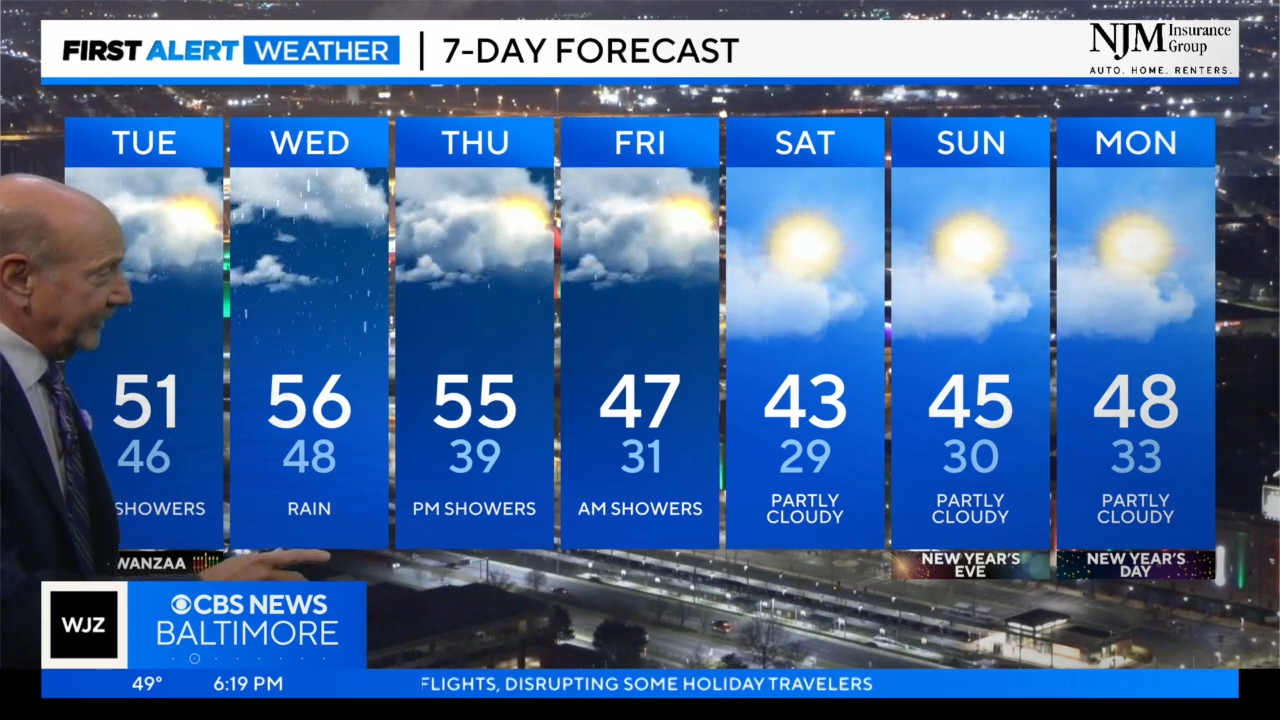 FIRST ALERT WEATHER | 7-DAY FORECAST
NJM Insurance Group
AUTO. HOME. RENTERS.
TUE
51
46
SHOWERS
WANZAA
WED
56
48
RAIN
THU
55
39
PM SHOWERS
FRI
47
31
AM SHOWERS
SAT
43
29
PARTLY
CLOUDY
SUN
45
30
PARTLY
CLOUDY
NEW YEAR'S
EVE
MON
48
33
PARTLY
CLOUDY
NEW YEAR'S
DAY
WJZ
CBS NEWS
BALTIMORE
49° 6:19 PM FLIGHTS, DISRUPTING SOME HOLIDAY TRAVELERS